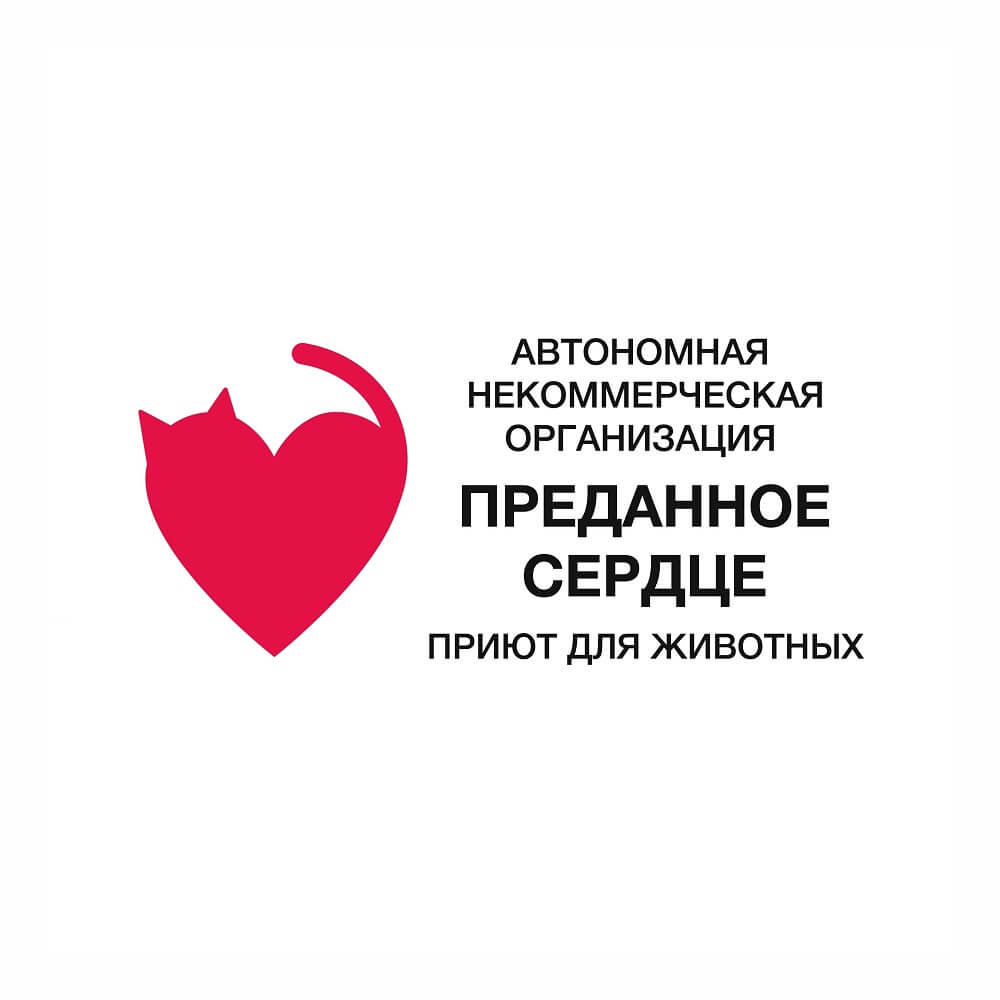 АВТОНОМНАЯ
НЕКОММЕРЧЕСКАЯ
ОРГАНИЗАЦИЯ
ПРЕДАННОЕ
СЕРДЦЕ
ПРИЮТ ДЛЯ ЖИВОТНЫХ